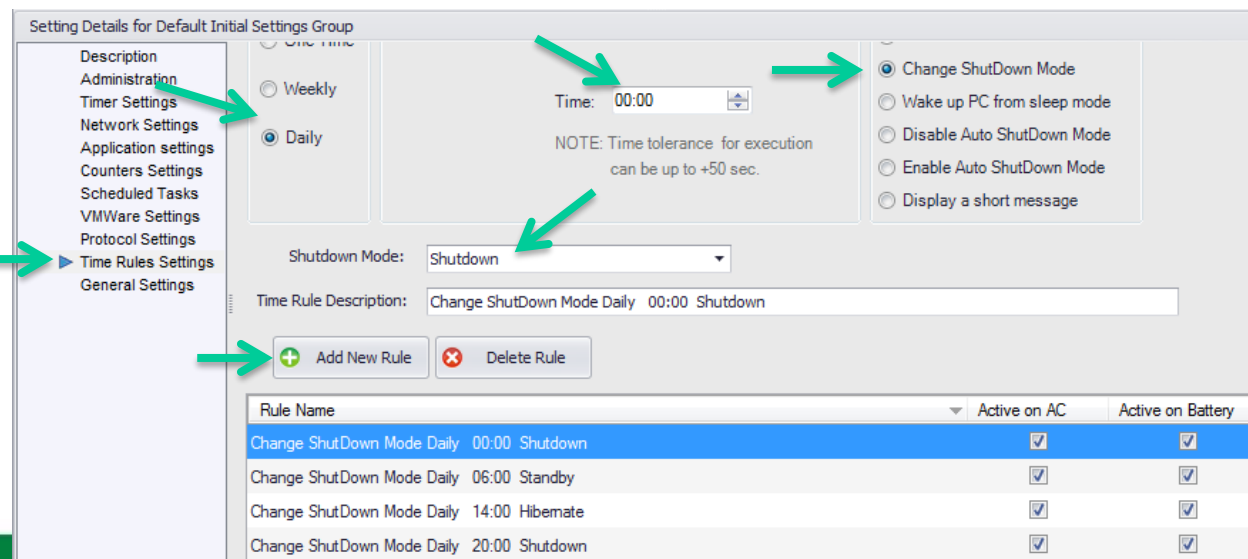 Setting Details for Default Initial Settings Group
Description
Administration
Timer Settings
Network Settings
Application settings
Counters Settings
Scheduled Tasks
VMWare Settings
Protocol Settings
Time Rules Settings
General Settings
One Time
Weekly
Daily
Time: 00:00
NOTE: Time tolerance for execution
can be up to +50 sec.
Change ShutDown Mode
Wake up PC from sleep mode
Disable Auto ShutDown Mode
Enable Auto ShutDown Mode
Display a short message
Shutdown Mode: Shutdown
Time Rule Description: Change ShutDown Mode Daily 00:00 Shutdown
Add New Rule Delete Rule
Rule Name Active on AC Active on Battery
Change ShutDown Mode Daily 00:00 Shutdown
Change ShutDown Mode Daily 06:00 Standby
Change ShutDown Mode Daily 14:00 Hibernate
Change ShutDown Mode Daily 20:00 Shutdown